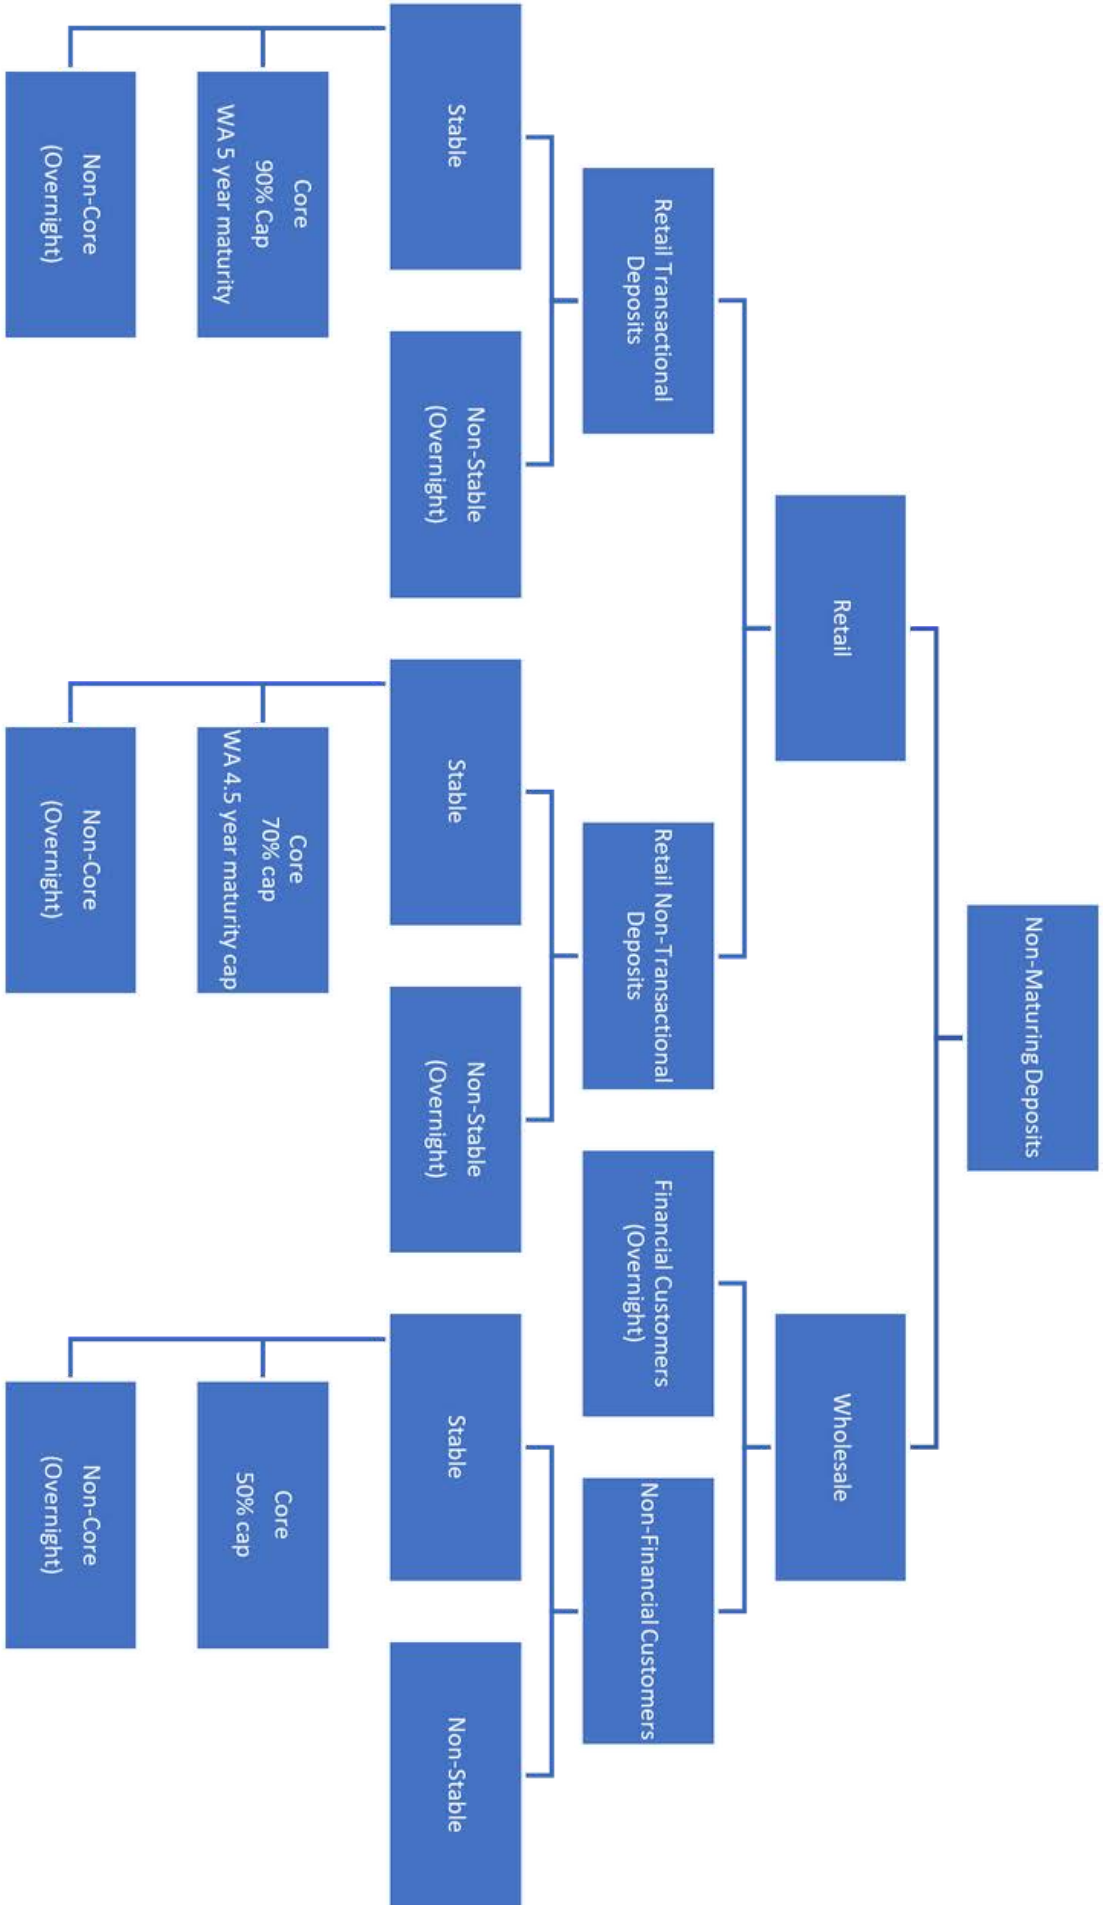 Non-Maturing Deposits
Retail
Wholesale
Retail Transactional
Deposits
Retail Non-Transactional
Deposits
Financial Customers
(Overnight)
Non-Financial Customers
Stable
Non-Stable
(Overnight)
Stable
Non-Stable
(Overnight)
Stable
Non-Stable
Core
90% Cap
WA 5 year maturity
Core
70% cap
WA 4.5 year maturity cap
Core
50% cap
Non-Core
(Overnight)
Non-Core
(Overnight)
Non-Core
(Overnight)